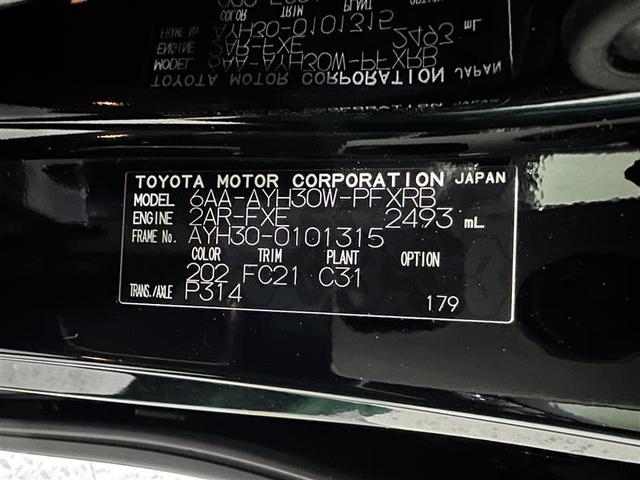 TOYOTA MOTOR CORPORATION JAPAN
MODEL 6AA-AYH30W-PFXRB
ENGINE 2AR-FXE 2493 mL
FRAME NO. AYH30-0101315
COLOR TRIM PLANT OPTION
202 FC21 C31
TRANS./AXLE P314
179